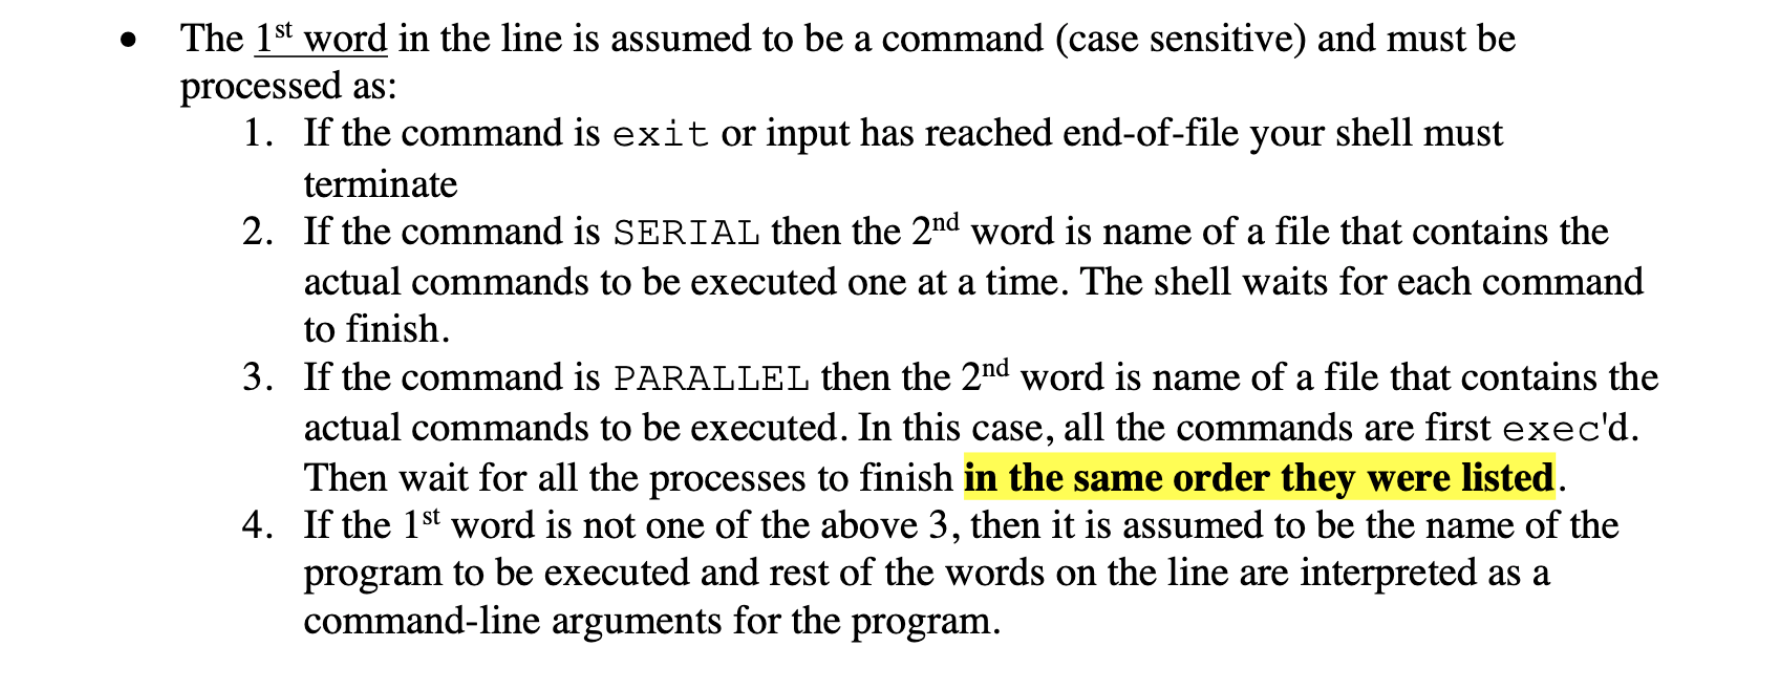 • The 1st word in the line is assumed to be a command (case sensitive) and must be
processed as:
1. If the command is exit or input has reached end-of-file your shell must
terminate
2. If the command is SERIAL then the 2nd word is name of a file that contains the
actual commands to be executed one at a time. The shell waits for each command
to finish.
3. If the command is PARALLEL then the 2nd word is name of a file that contains the
actual commands to be executed. In this case, all the commands are first exec'd.
Then wait for all the processes to finish in the same order they were listed.
4. If the 1st word is not one of the above 3, then it is assumed to be the name of the
program to be executed and rest of the words on the line are interpreted as a
command-line arguments for the program.